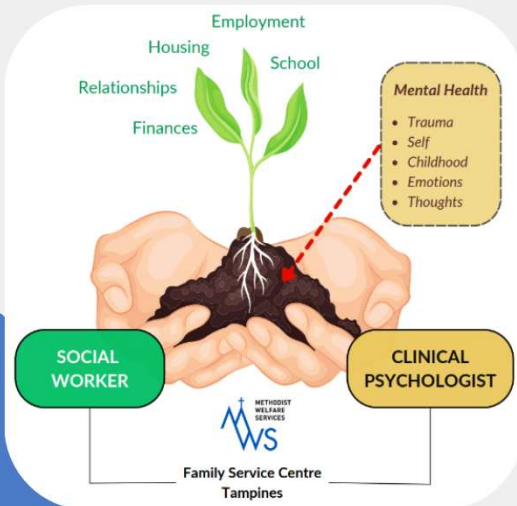 Employment
Housing
School
Relationships
Finances
Mental Health
• Trauma
• Self
• Childhood
• Emotions
• Thoughts
SOCIAL
WORKER
CLINICAL
PSYCHOLOGIST
METHODIST
WELFARE
SERVICES
MWS
Family Service Centre
Tampines